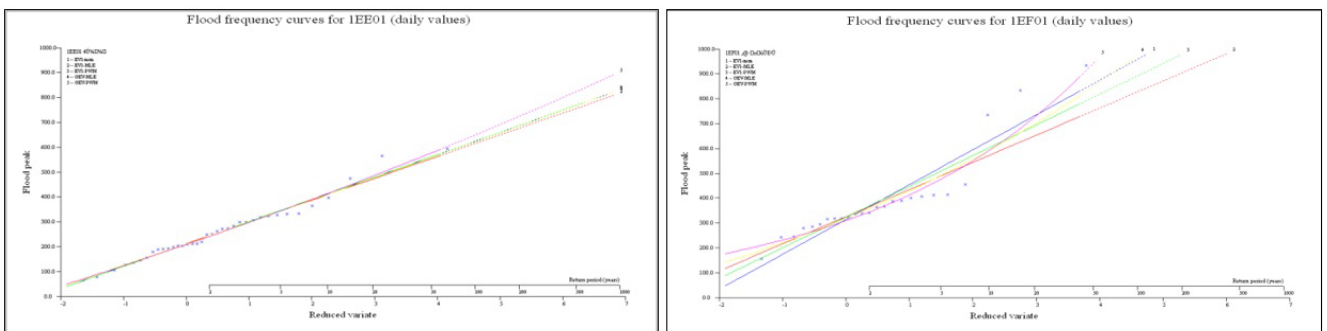 Flood frequency curves for 1EE01 (daily values)
1000.0
1 -- EV1-mom
2 -- EV1-MLE
3 -- EV1-PWM
4 -- GEV-MLE
5 -- GEV-PWM
900.0
800.0
700.0
600.0
500.0
400.0
300.0
200.0
100.0
0.0
Flood peak
5
Return period (years)
2 5 10 20 50 100 200 500 1000
-2 -1 0 1 2 3 4 5 6 7
Reduced variate
Flood frequency curves for 1EF01 (daily values)
1000.0
1 -- EV1-mom
2 -- EV1-MLE
3 -- EV1-PWM
4 -- GEV-MLE
5 -- GEV-PWM
900.0
800.0
700.0
600.0
500.0
400.0
300.0
200.0
100.0
0.0
Flood peak
5 4 1 3 2
Return period (years)
2 5 10 20 50 100 200 500 1000
-2 -1 0 1 2 3 4 5 6 7
Reduced variate